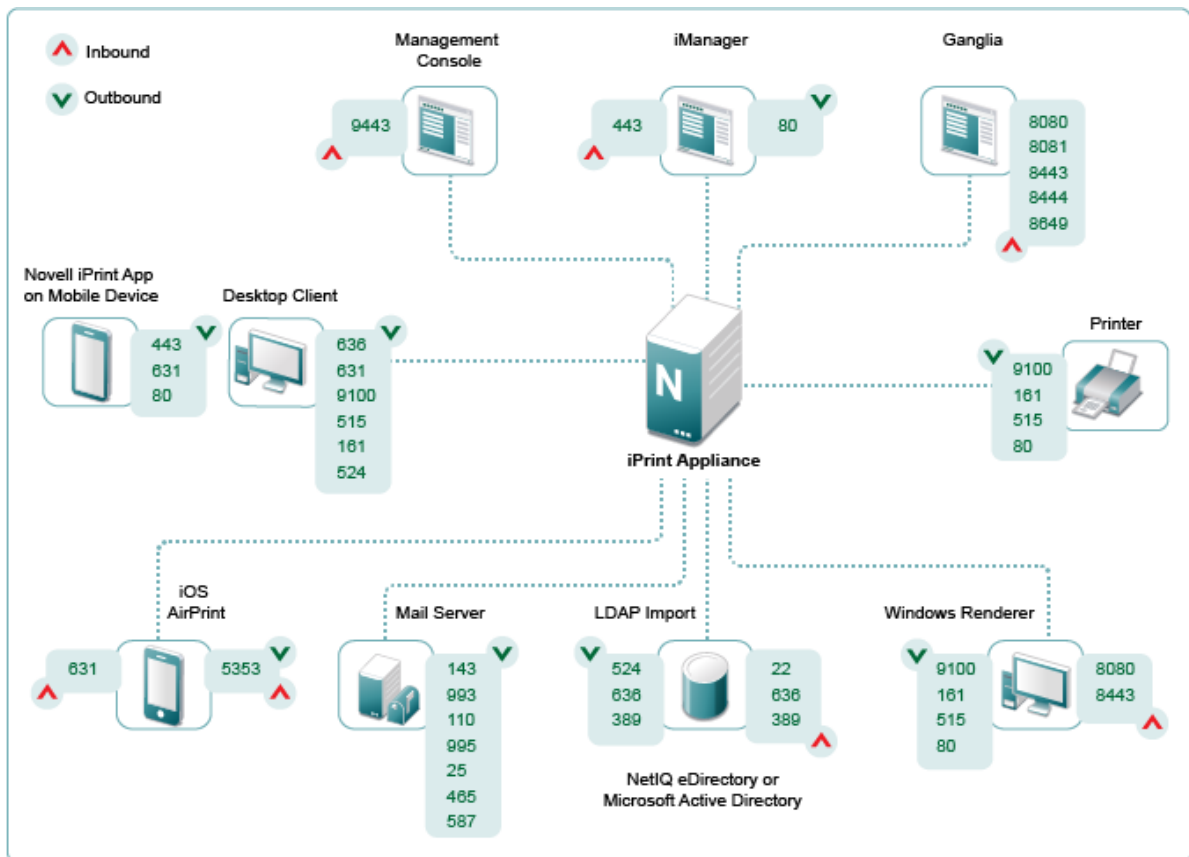 Inbound
Outbound
Management
Console
9443
iManager
443
80
Ganglia
8080
8081
8443
8444
8649
Novell iPrint App
on Mobile Device
443
631
80
Desktop Client
636
631
9100
515
161
524
N
iPrint Appliance
Printer
9100
161
515
80
iOS
AirPrint
631
5353
Mail Server
143
993
110
995
25
465
587
LDAP Import
524
636
389
22
636
389
NetIQ eDirectory or
Microsoft Active Directory
Windows Renderer
9100
161
515
80
8080
8443